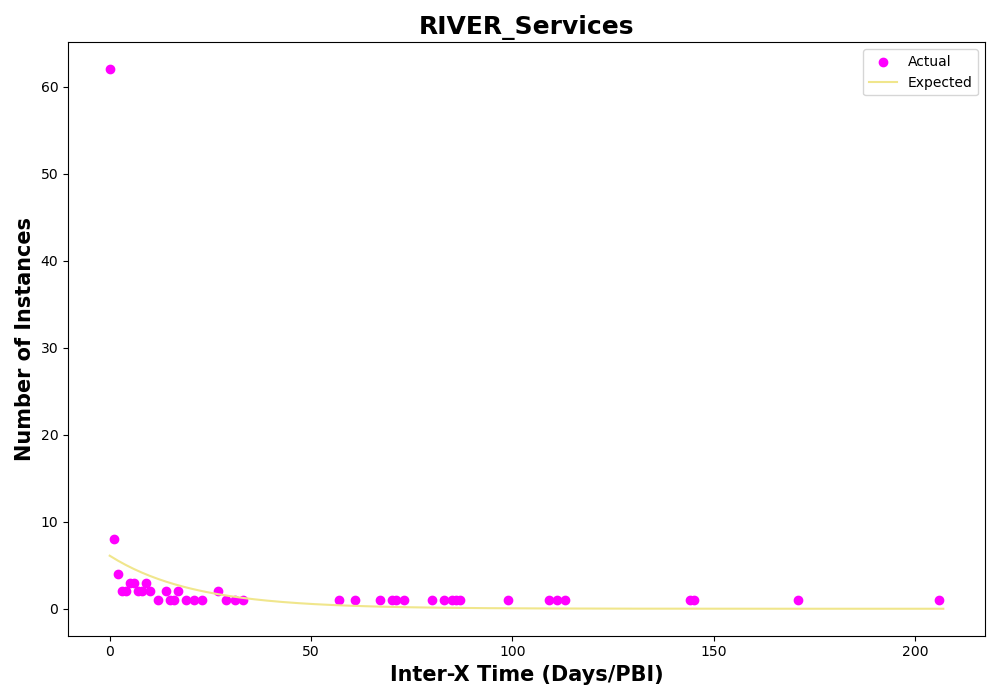 RIVER_Services
Actual
Expected
Number of Instances
60
50
40
30
20
10
0
0 50 100 150 200
Inter-X Time (Days/PBI)